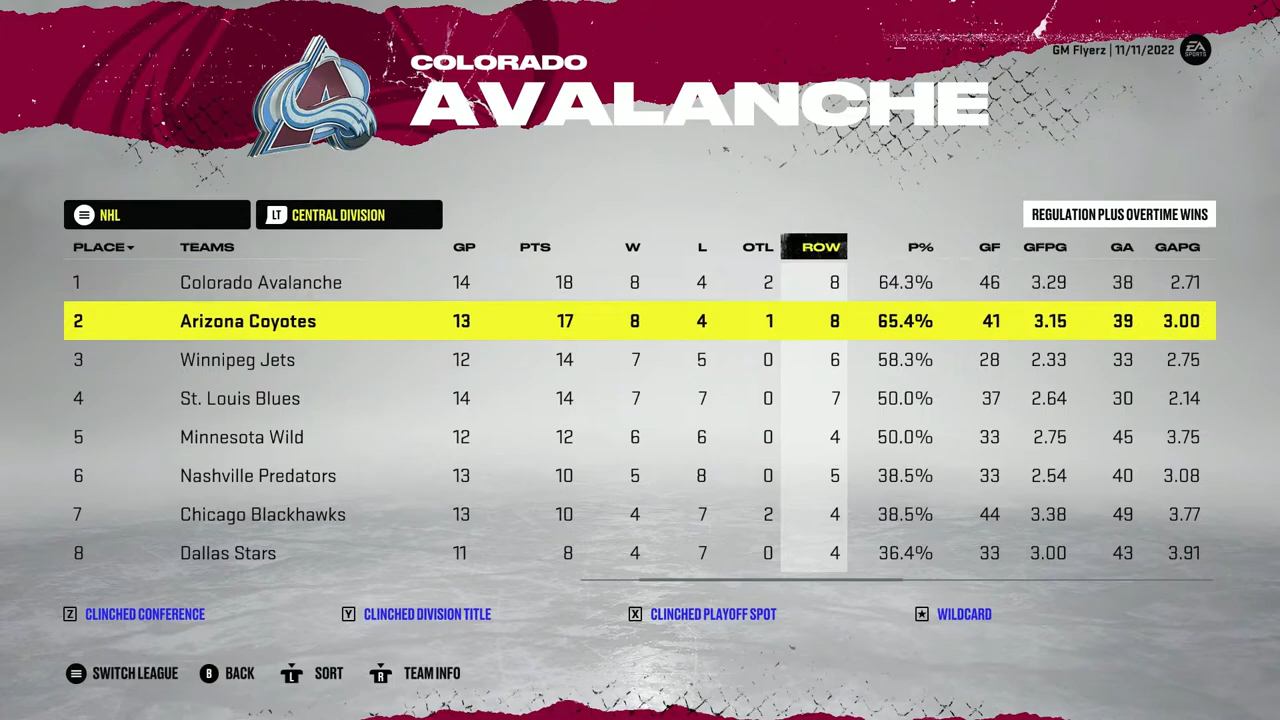 COLORADO
AVALANCHE
GM Flyerz | 11/11/2022
EA
SPORTS
NHL
LT CENTRAL DIVISION
REGULATION PLUS OVERTIME WINS
PLACE TEAMS GP PTS W L OTL ROW P% GF GFPG GA GAPG
1 Colorado Avalanche 14 18 8 4 2 8 64.3% 46 3.29 38 2.71
2 Arizona Coyotes 13 17 8 4 1 8 65.4% 41 3.15 39 3.00
3 Winnipeg Jets 12 14 7 5 0 6 58.3% 28 2.33 33 2.75
4 St. Louis Blues 14 14 7 7 0 7 50.0% 37 2.64 30 2.14
5 Minnesota Wild 12 12 6 6 0 4 50.0% 33 2.75 45 3.75
6 Nashville Predators 13 10 5 8 0 5 38.5% 33 2.54 40 3.08
7 Chicago Blackhawks 13 10 4 7 2 4 38.5% 44 3.38 49 3.77
8 Dallas Stars 11 8 4 7 0 4 36.4% 33 3.00 43 3.91
Z CLINCHED CONFERENCE Y CLINCHED DIVISION TITLE X CLINCHED PLAYOFF SPOT ★ WILDCARD
SWITCH LEAGUE B BACK L SORT R TEAM INFO